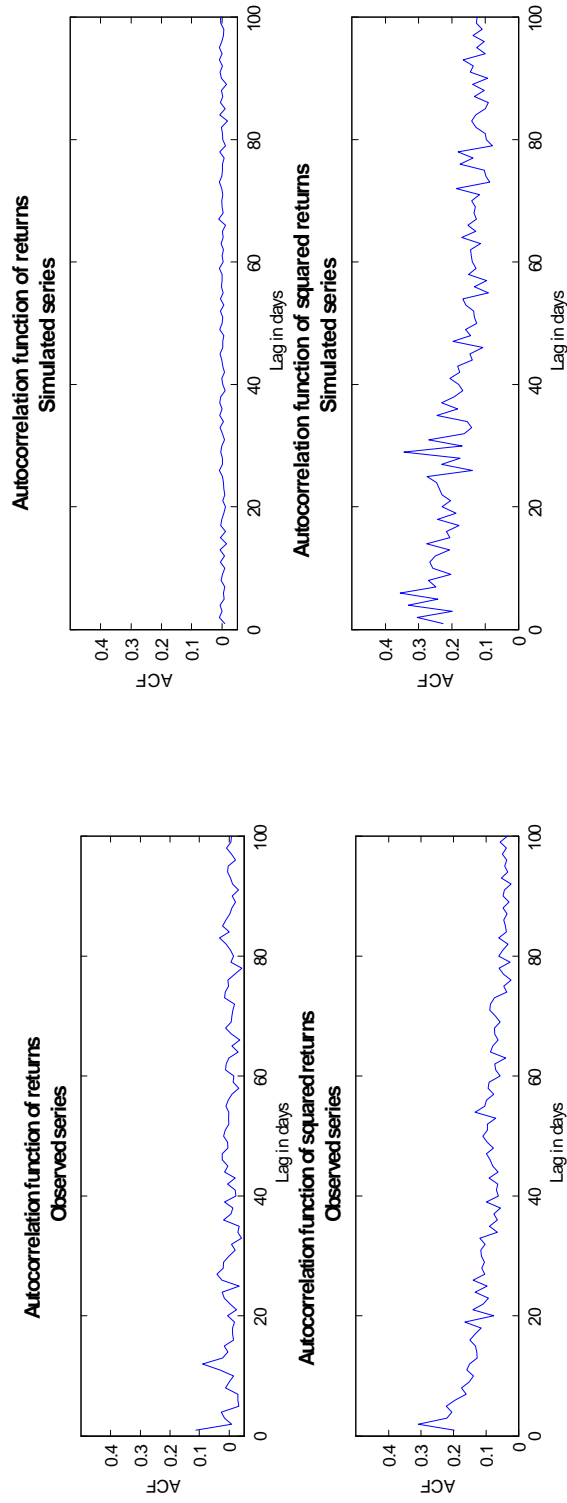 Autocorrelation function of returns
Observed series
0.4
0.3
0.2
0.1
0
ACF
0 20 40 60 80 100
Lag in days
Autocorrelation function of squared returns
Observed series
0.4
0.3
0.2
0.1
0
ACF
0 20 40 60 80 100
Lag in days
Autocorrelation function of returns
Simulated series
0.4
0.3
0.2
0.1
0
ACF
0 20 40 60 80 100
Lag in days
Autocorrelation function of squared returns
Simulated series
0.4
0.3
0.2
0.1
0
ACF
0 20 40 60 80 100
Lag in days